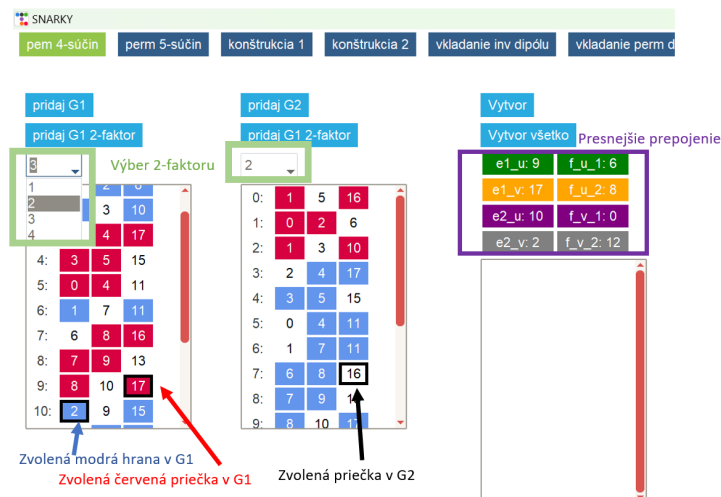 SNARKY
pem 4-súčin perm 5-súčin konštrukcia 1 konštrukcia 2 vkladanie inv dipólu vkladanie perm d
pridaj G1 pridaj G2 Vytvor
pridaj G1 2-faktor pridaj G1 2-faktor Vytvor všetko Presnejšie prepojenie
3 Výber 2-faktoru 2
e1_u: 9 f_u_1: 6
e1_v: 17 f_u_2: 8
e2_u: 10 f_v_1: 0
e2_v: 2 f_v_2: 12
1
2
3
4
3 10
4 17
4: 3 5 15
5: 0 4 11
6: 1 7 11
7: 6 8 16
8: 7 9 13
9: 8 10 17
10: 2 9 15
0: 1 5 16
1: 0 2 6
2: 1 3 10
3: 2 4 17
4: 3 5 15
5: 0 4 11
6: 1 7 11
7: 6 8 16
8: 7 9
9: 8 10 17
Zvolená modrá hrana v G1
Zvolená červená priečka v G1
Zvolená priečka v G2